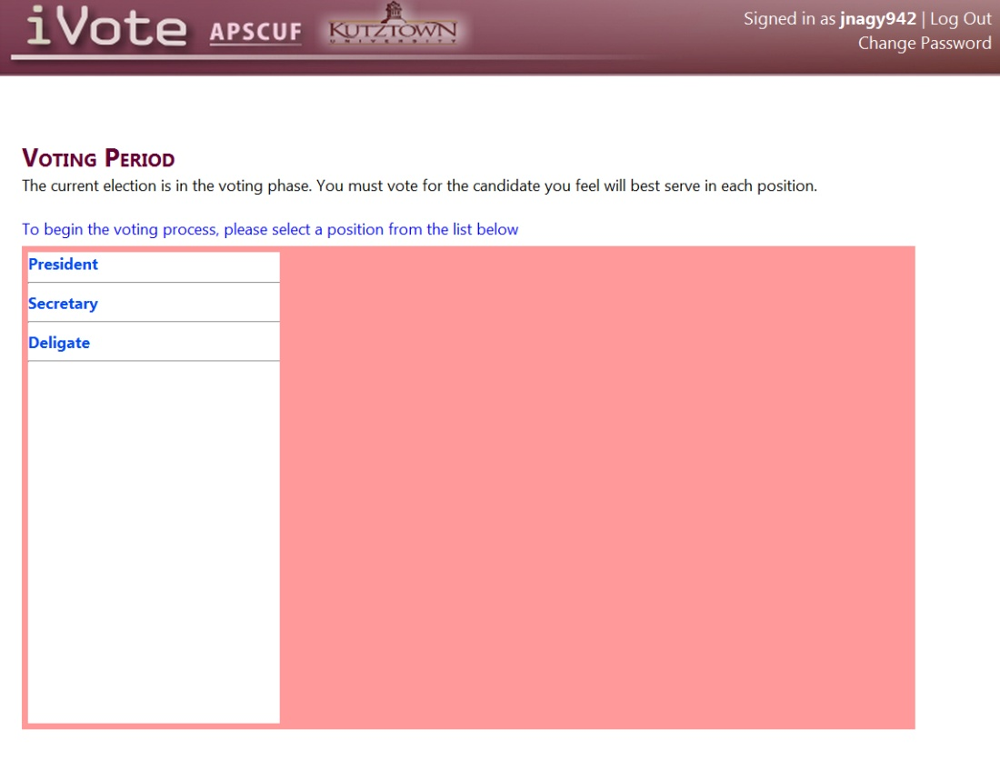 iVote APSCUF KUTZTOWN UNIVERSITY
Signed in as jnagy942 | Log Out
Change Password
Voting Period
The current election is in the voting phase. You must vote for the candidate you feel will best serve in each position.
To begin the voting process, please select a position from the list below
President
Secretary
Deligate